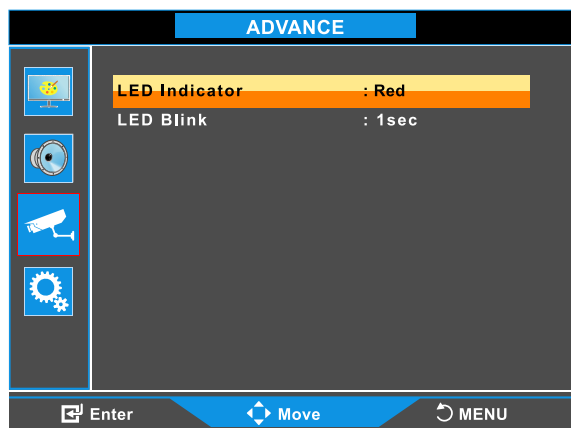 ADVANCE
LED Indicator : Red
LED Blink : 1sec
Enter Move MENU